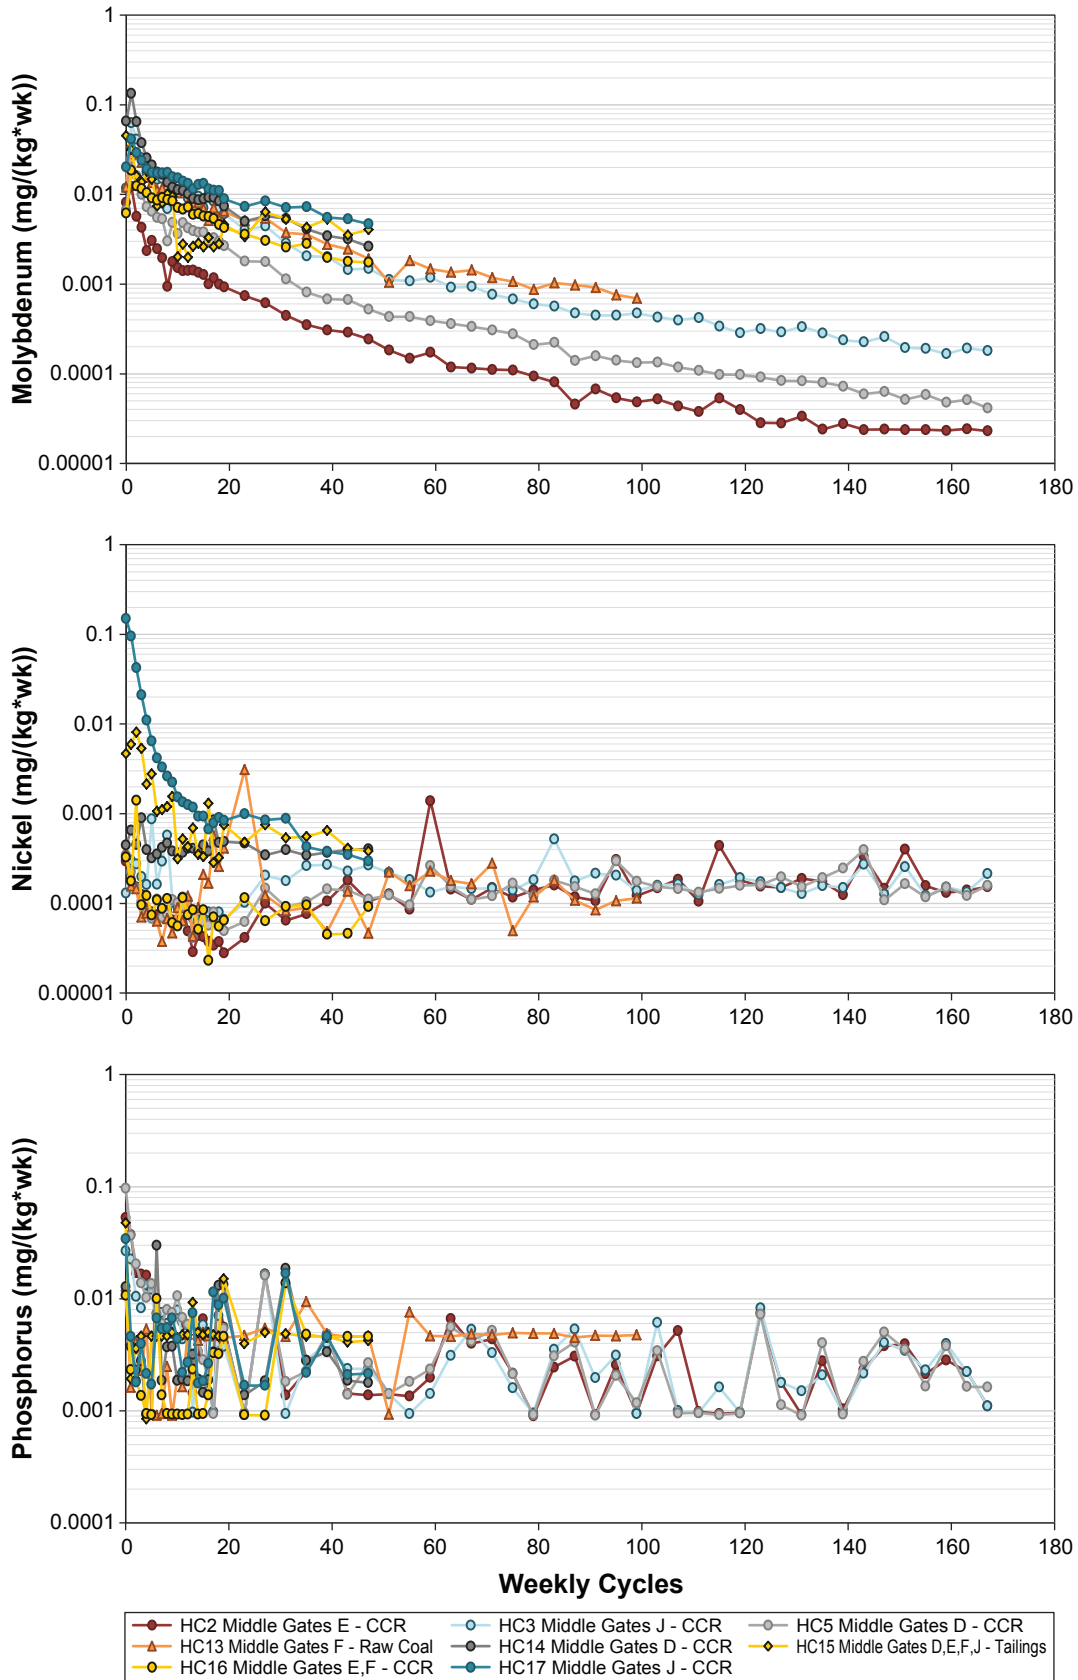 Molybdenum (mg/(kg*wk))
1
0.1
0.01
0.001
0.0001
0.00001
0 20 40 60 80 100 120 140 160 180
Nickel (mg/(kg*wk))
1
0.1
0.01
0.001
0.0001
0.00001
0 20 40 60 80 100 120 140 160 180
Phosphorus (mg/(kg*wk))
1
0.1
0.01
0.001
0.0001
0 20 40 60 80 100 120 140 160 180
Weekly Cycles
HC2 Middle Gates E - CCR HC3 Middle Gates J - CCR HC5 Middle Gates D - CCR
HC13 Middle Gates F - Raw Coal HC14 Middle Gates D - CCR HC15 Middle Gates D,E,F,J - Tailings
HC16 Middle Gates E,F - CCR HC17 Middle Gates J - CCR